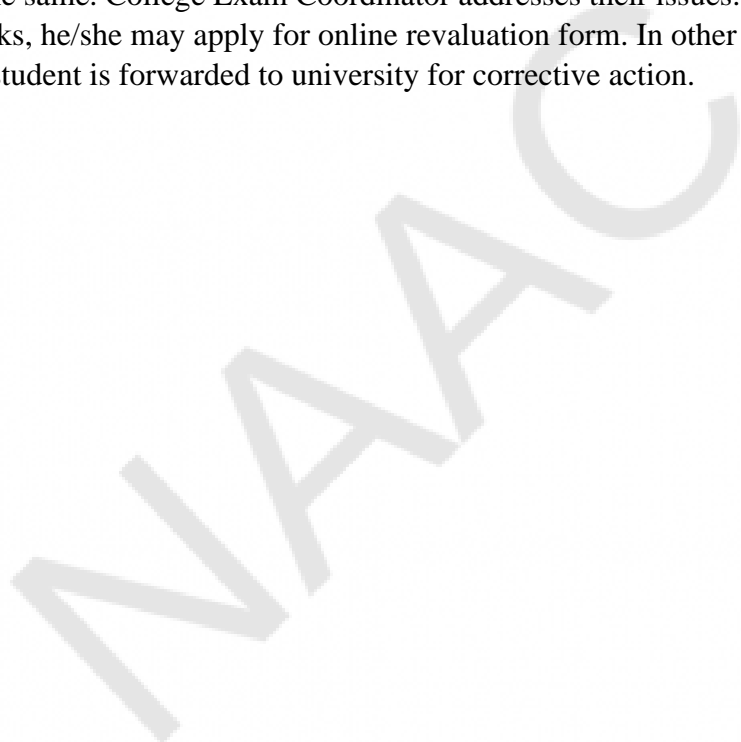 e same. College Exam Coordinator addresses their issues.
ks, he/she may apply for online revaluation form. In other
student is forwarded to university for corrective action.
NAAC